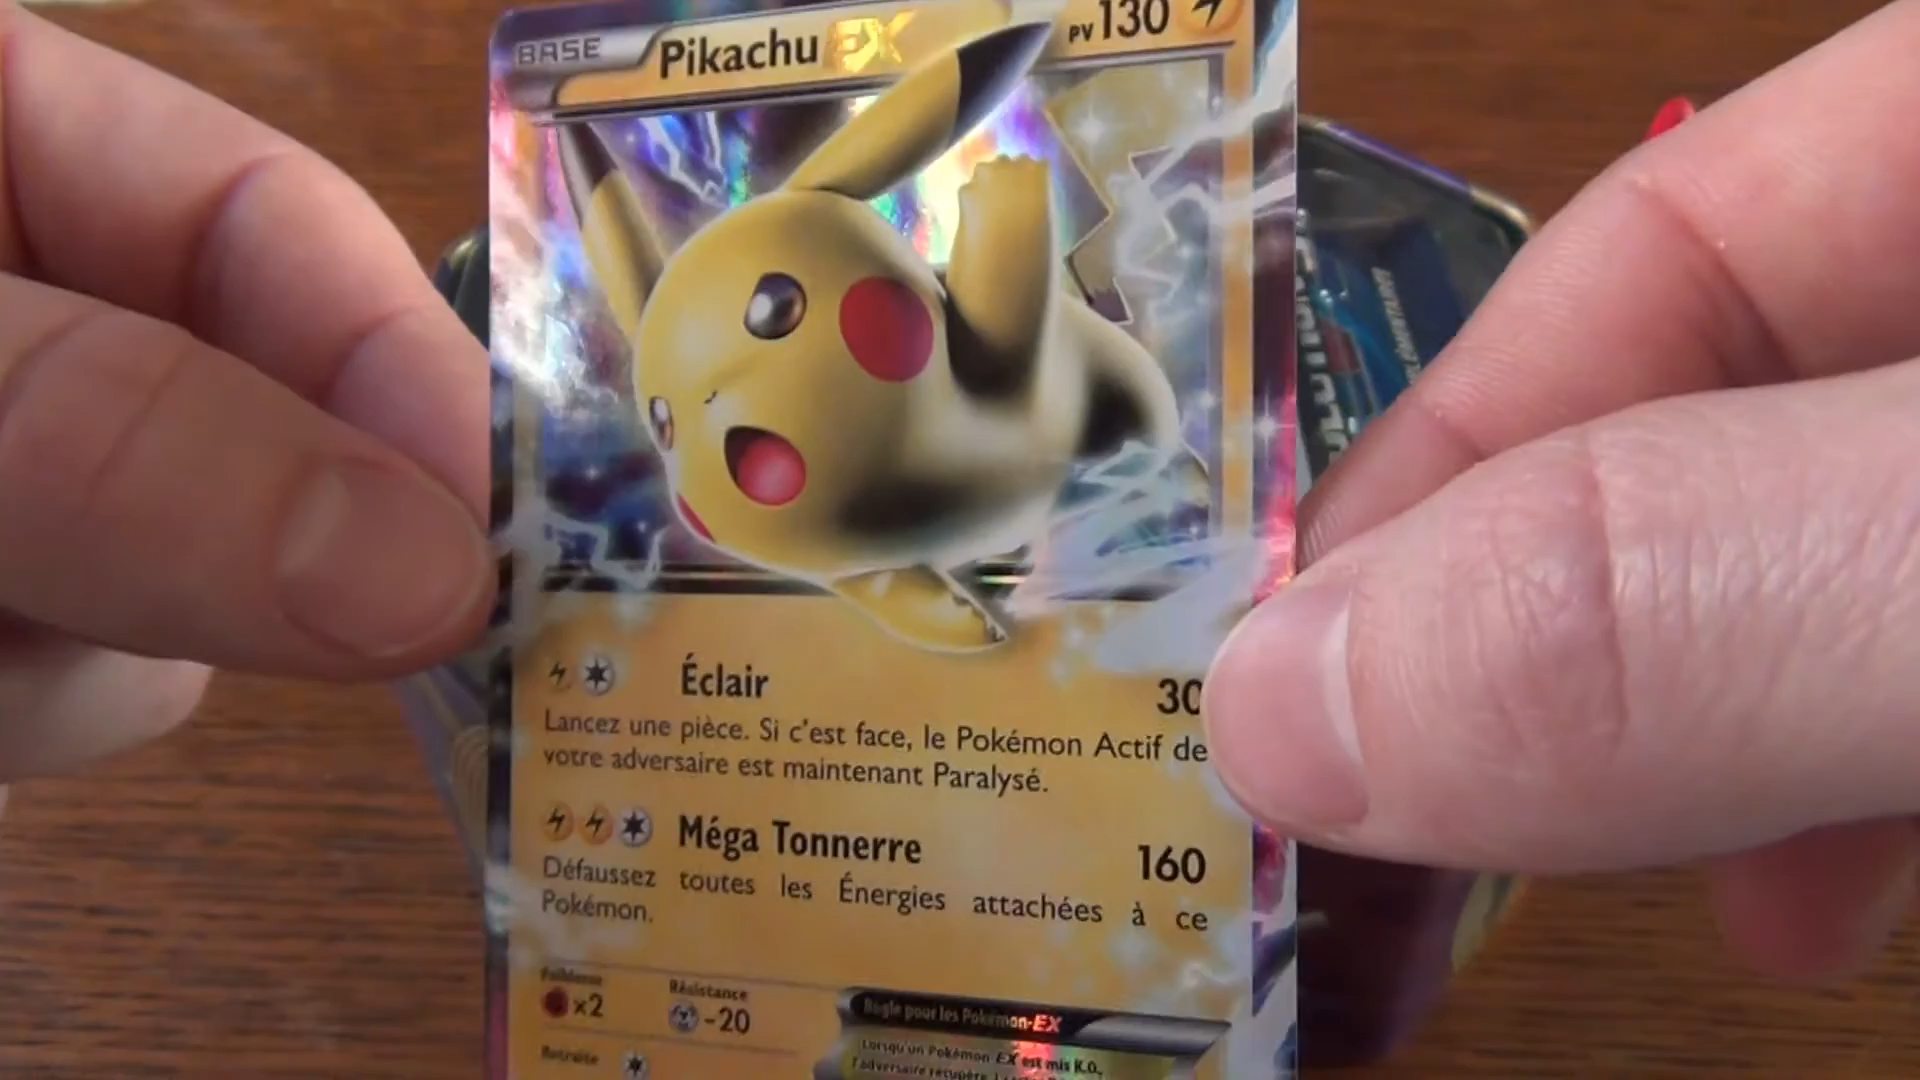 BASE Pikachu EX PV 130
Éclair 30
Lancez une pièce. Si c'est face, le Pokémon Actif de
votre adversaire est maintenant Paralysé.
Méga Tonnerre 160
Défaussez toutes les Énergies attachées à ce
Pokémon.
Faiblesse Résistance
x2 -20
Retraite
Règle pour les Pokémon-EX
Lorsqu'un Pokémon EX est mis K.O.,
l'adversaire récupère